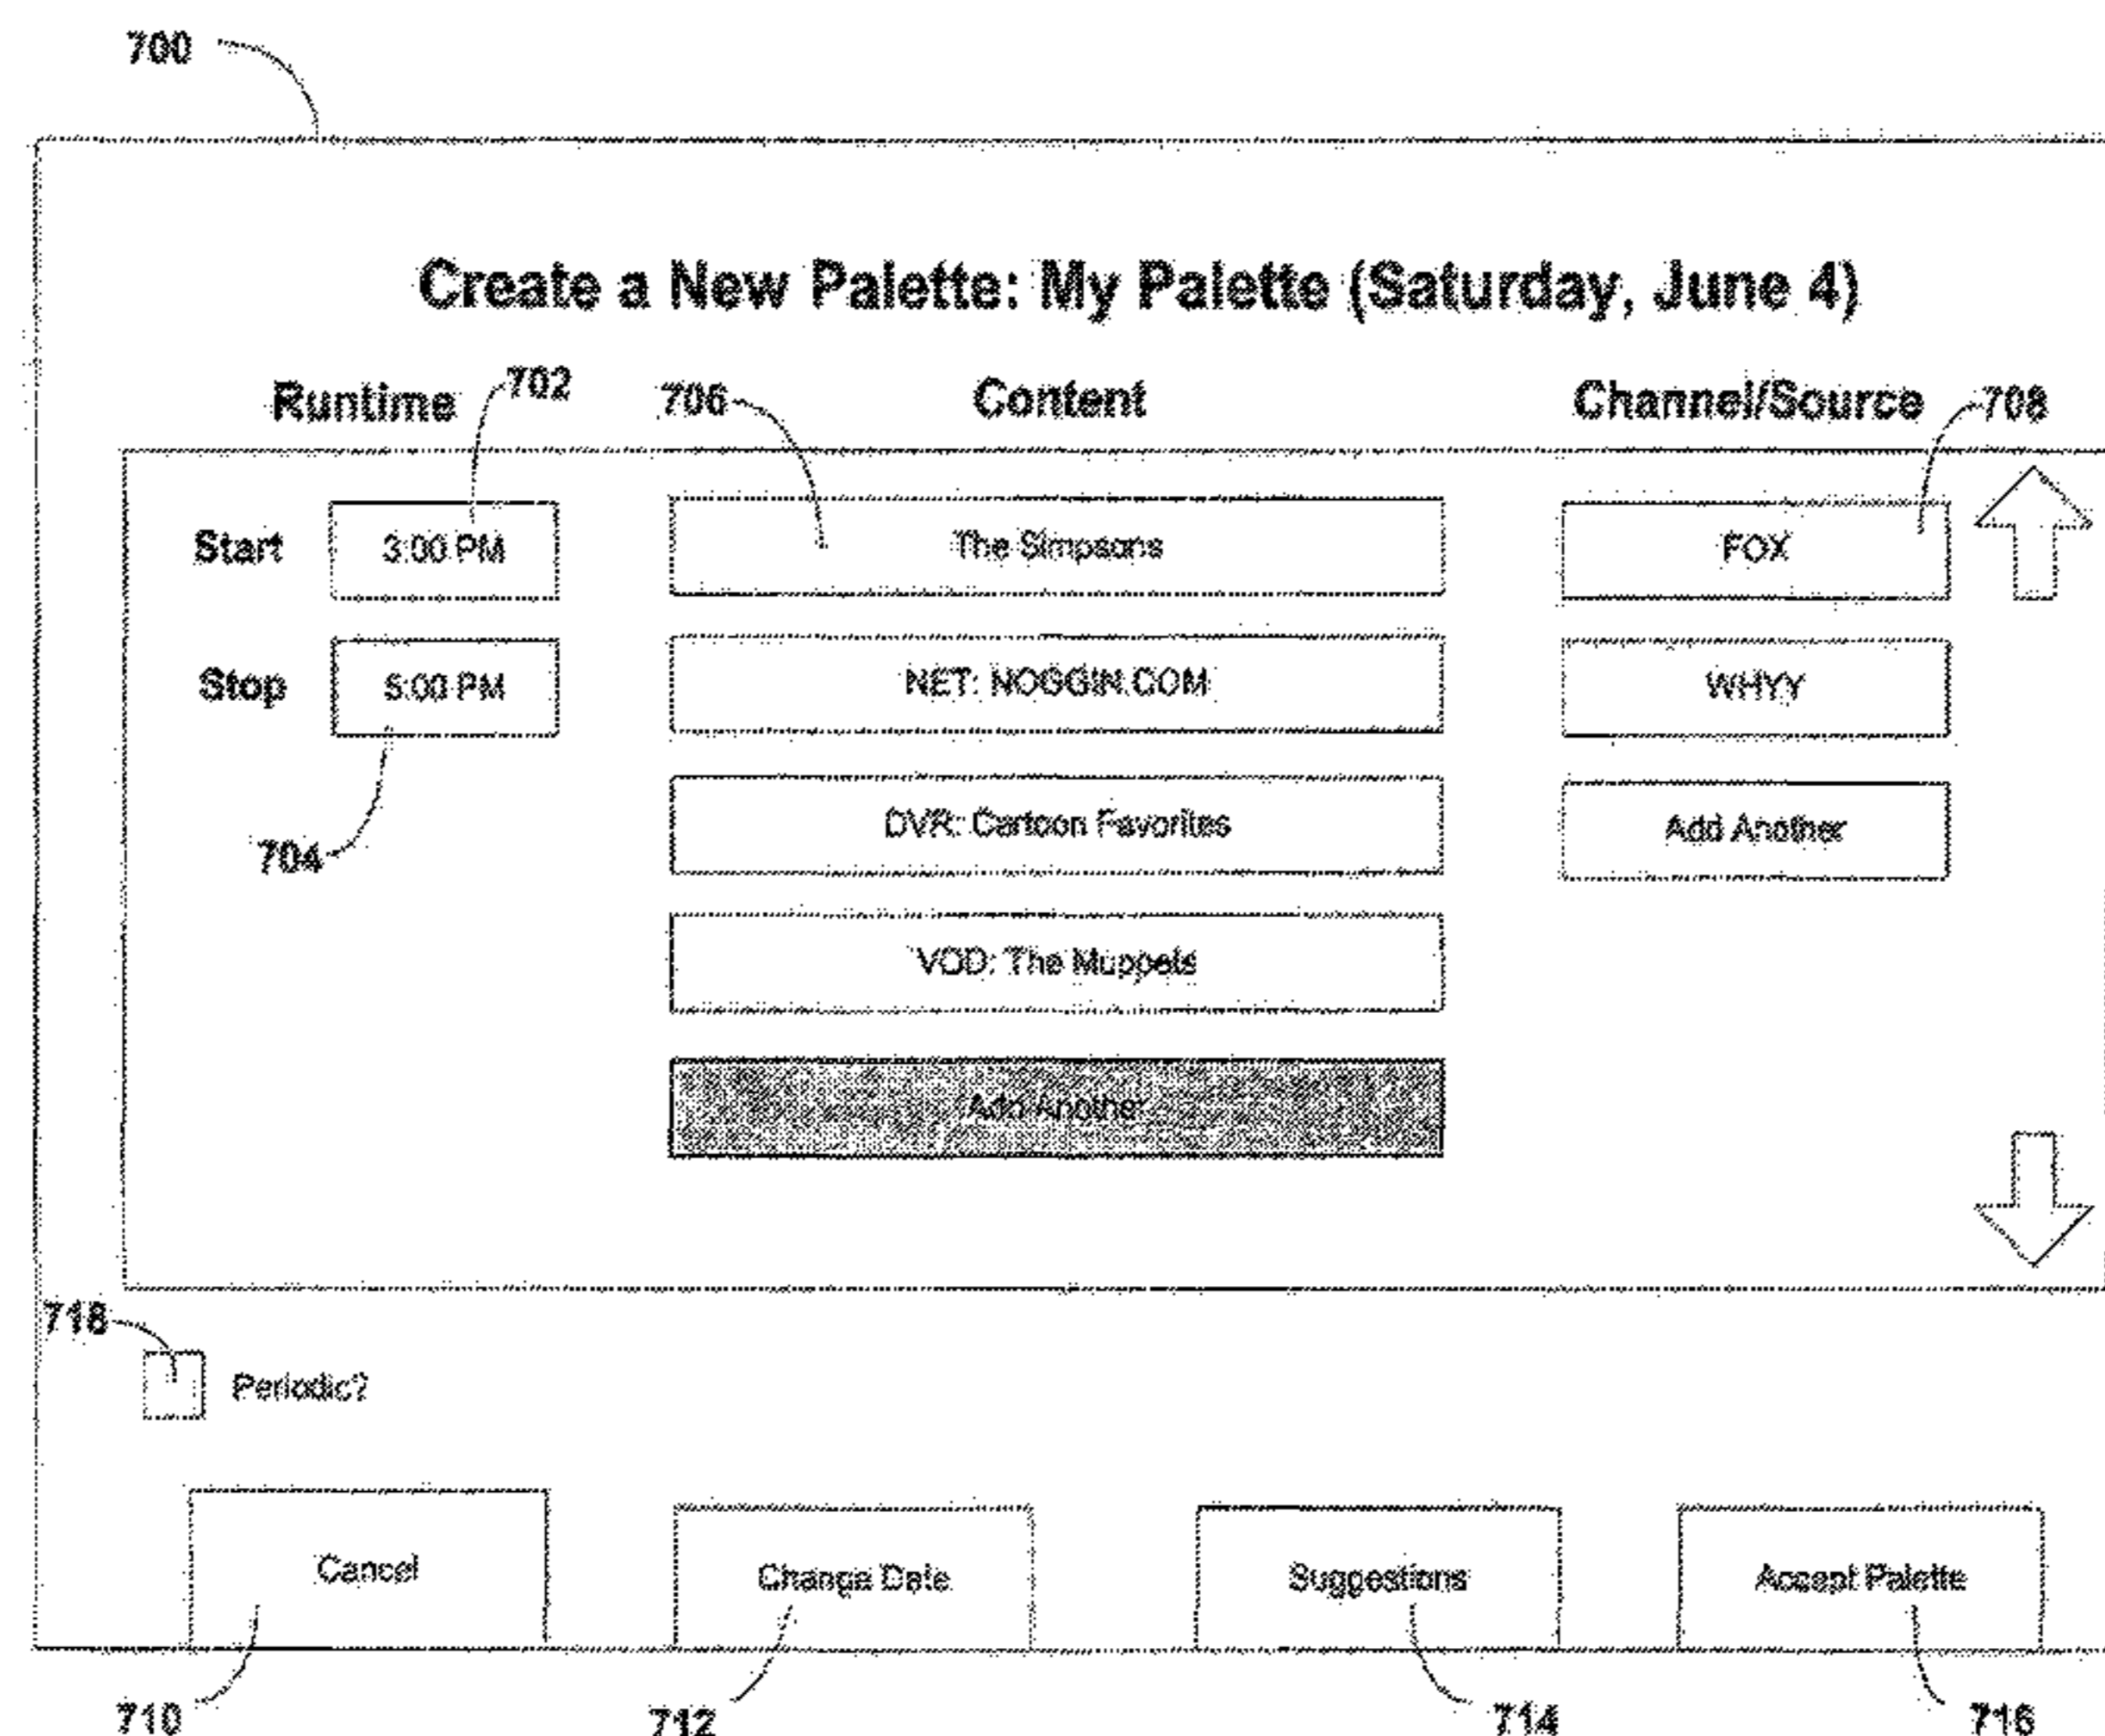 700
Create a New Palette: My Palette (Saturday, June 4)
Runtime 702 706 Content Channel/Source 708
Start 3:00 PM The Simpsons FOX
Stop 5:00 PM NET: NOGGIN.COM WHYY
704 DVR: Cartoon Favorites Add Another
VOD: The Muppets
Add Another
718
Periodic?
Cancel Change Date Suggestions Accept Palette
710 712 714 716